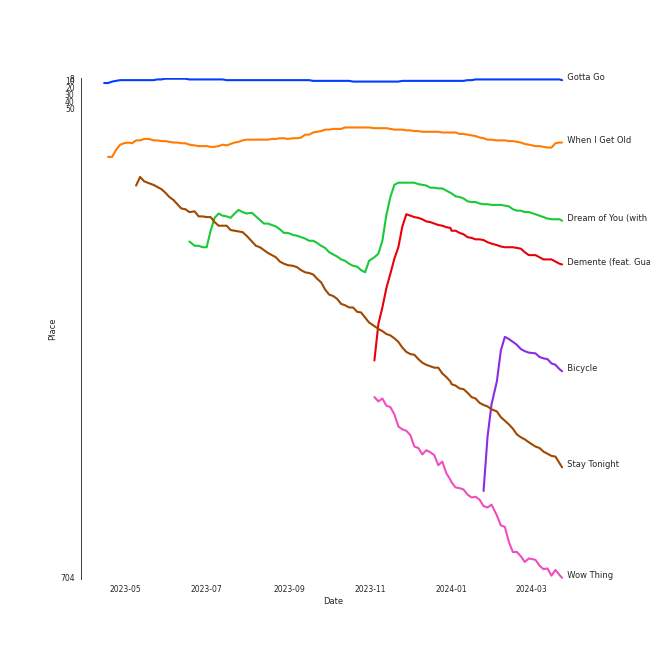 8
10
20
30
40
50
Gotta Go
When I Get Old
Dream of You (with
Demente (feat. Gua
Place
Bicycle
Stay Tonight
Wow Thing
704
2023-05
2023-07
2023-09
2023-11
2024-01
2024-03
Date